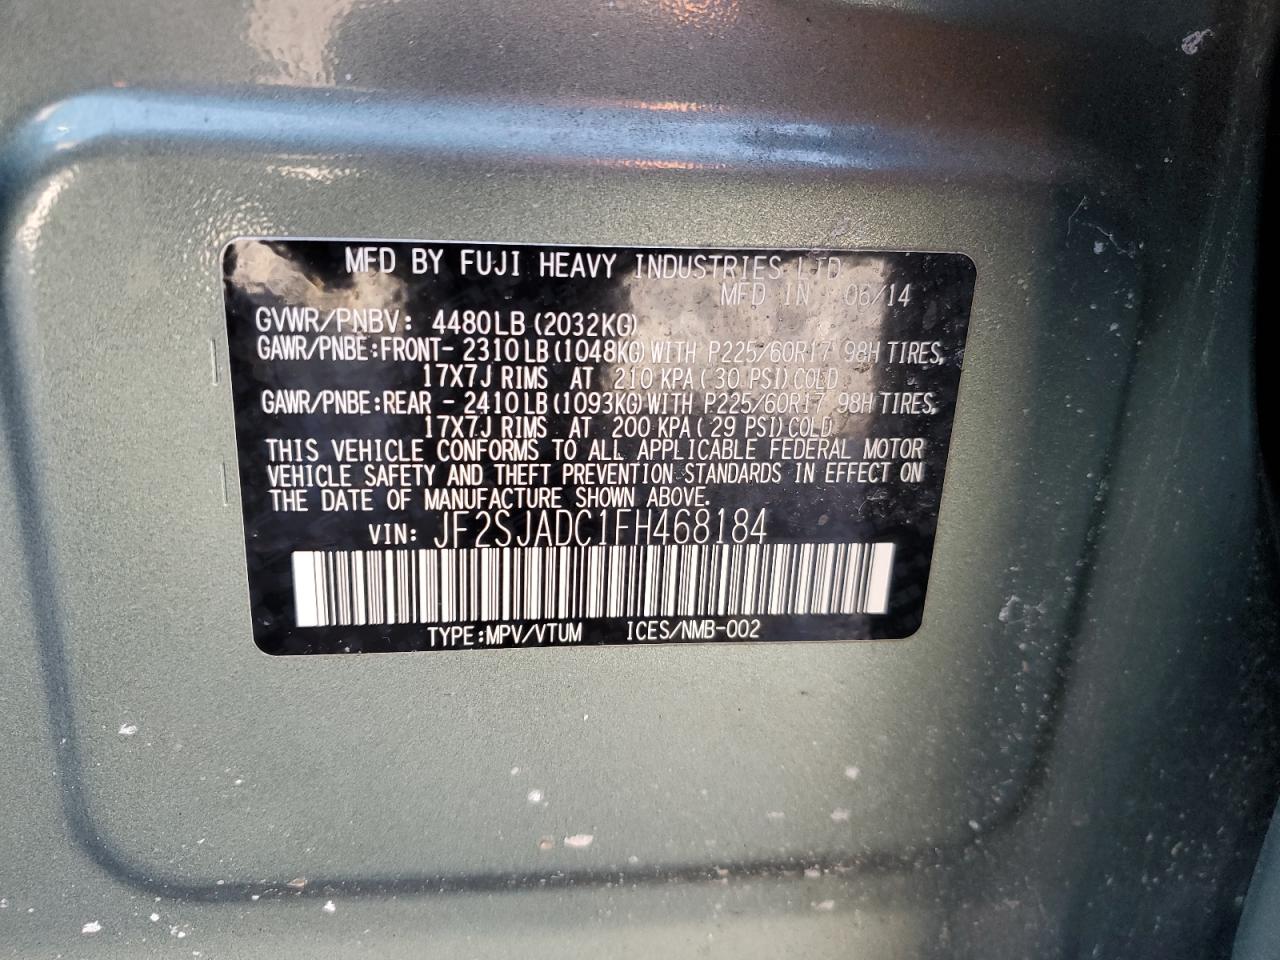 MFD BY FUJI HEAVY INDUSTRIES LTD
MFD IN 06/14
GVWR/PNBV: 4480LB(2032KG)
GAWR/PNBE:FRONT- 2310LB(1048KG)WITH P225/60R17 98H TIRES,
17X7J RIMS AT 210 KPA(30 PSI)COLD
GAWR/PNBE:REAR - 2410LB(1093KG)WITH P225/60R17 98H TIRES,
17X7J RIMS AT 200 KPA(29 PSI)COLD
THIS VEHICLE CONFORMS TO ALL APPLICABLE FEDERAL MOTOR
VEHICLE SAFETY AND THEFT PREVENTION STANDARDS IN EFFECT ON
THE DATE OF MANUFACTURE SHOWN ABOVE.
VIN: JF2SJADC1FH468184
TYPE:MPV/VTUM ICES/NMB-002